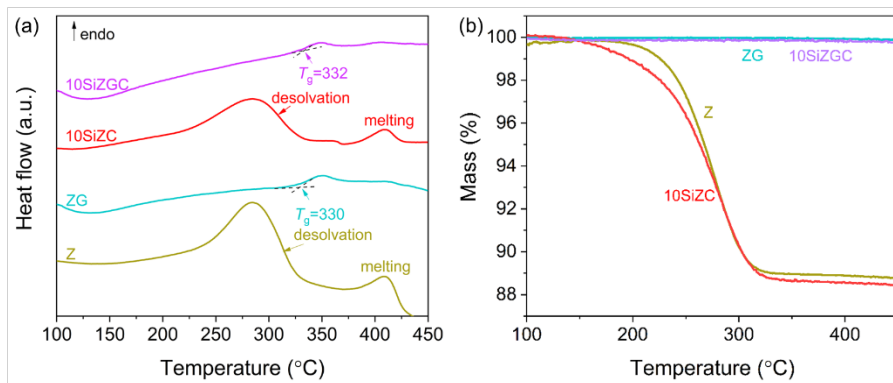 (a)
endo
10SiZGC
Tg=332
desolvation
10SiZC
melting
ZG
Tg=330
desolvation
Z
melting
Heat flow (a.u.)
100 150 200 250 300 350 400 450
Temperature (°C)
(b)
100
98
96
94
92
90
88
ZG
10SiZGC
Z
10SiZC
Mass (%)
100 200 300 400
Temperature (°C)